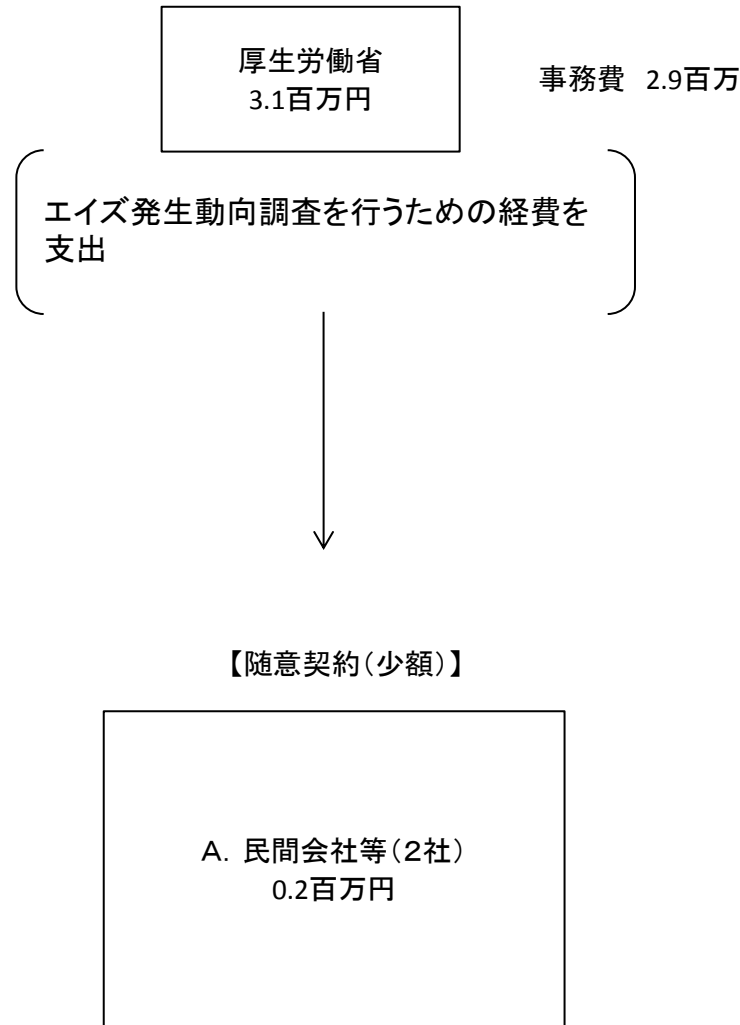 厚生労働省
3.1百万円
事務費　2.9百万
エイズ発生動向調査を行うための経費を
支出
【随意契約（少額）】
A．民間会社等（２社）
0.2百万円